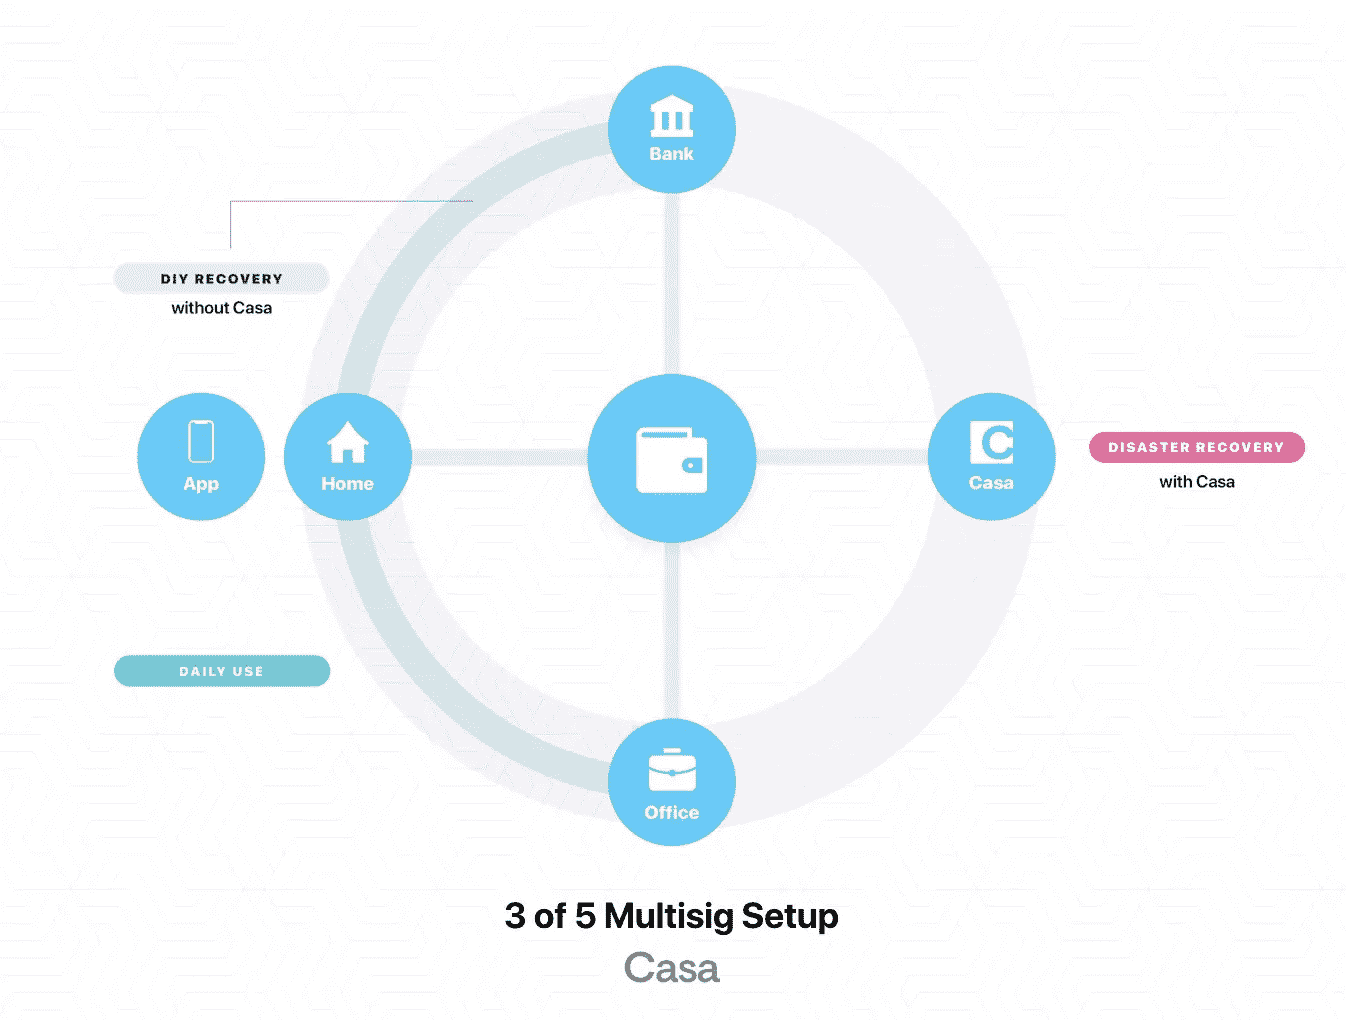 Bank
DIY RECOVERY
without Casa
App
Home
Casa
DISASTER RECOVERY
with Casa
DAILY USE
Office
3 of 5 Multisig Setup
Casa